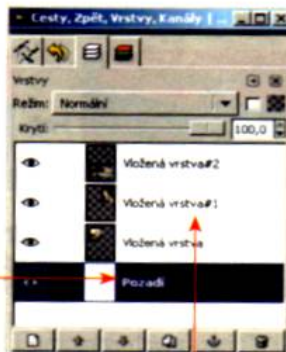 Cesty, Zpět, Vrstvy, Kanály | ...
Vrstvy
Režim: Normální
Krytí: 100,0
Vložená vrstva#2
Vložená vrstva#1
Vložená vrstva
Pozadí